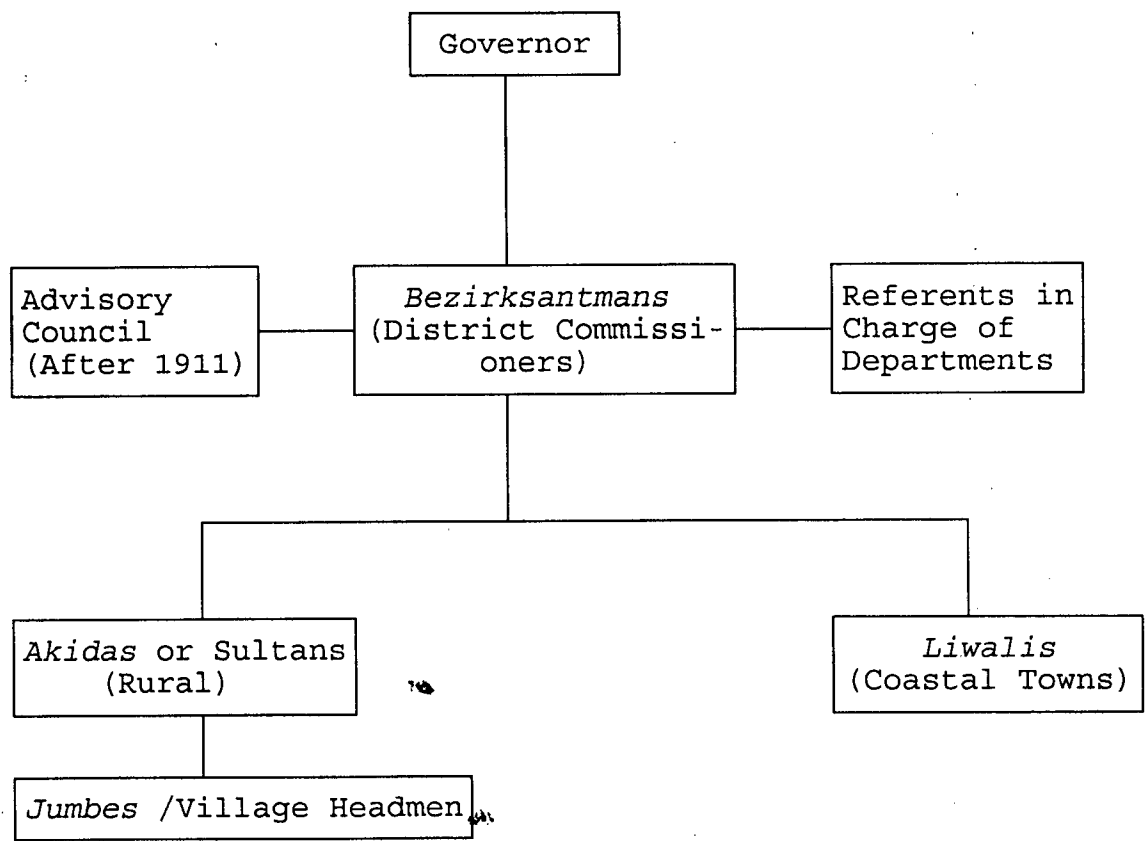 Governor
Advisory
Council
(After 1911)
Bezirksantmans
(District Commissi-
oners)
Referents in
Charge of
Departments
Akidas or Sultans
(Rural)
Liwalis
(Coastal Towns)
Jumbes /Village Headmen